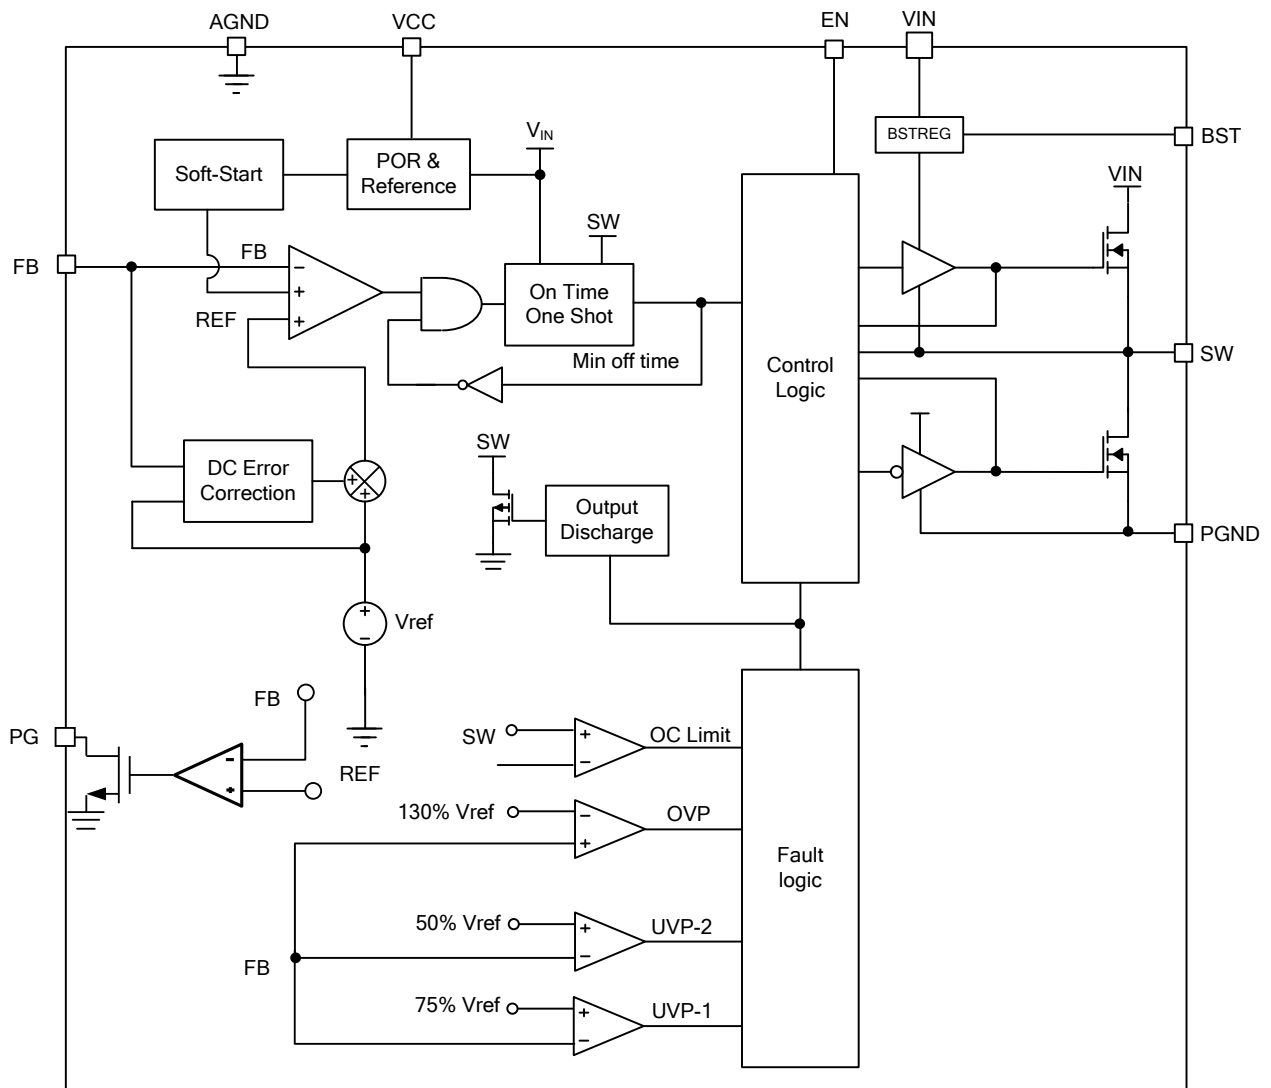 AGND
VCC
EN
VIN
BSTREG
BST
V_IN
Soft-Start
POR &
Reference
VIN
SW
FB
FB
−
+
+
REF
On Time
One Shot
Min off time
Control
Logic
SW
DC Error
Correction
+
+
SW
Output
Discharge
PGND
+
−
Vref
FB
PG
−
+
REF
SW
+
−
OC Limit
130% Vref
−
+
OVP
Fault
logic
50% Vref
+
−
UVP-2
FB
75% Vref
+
−
UVP-1